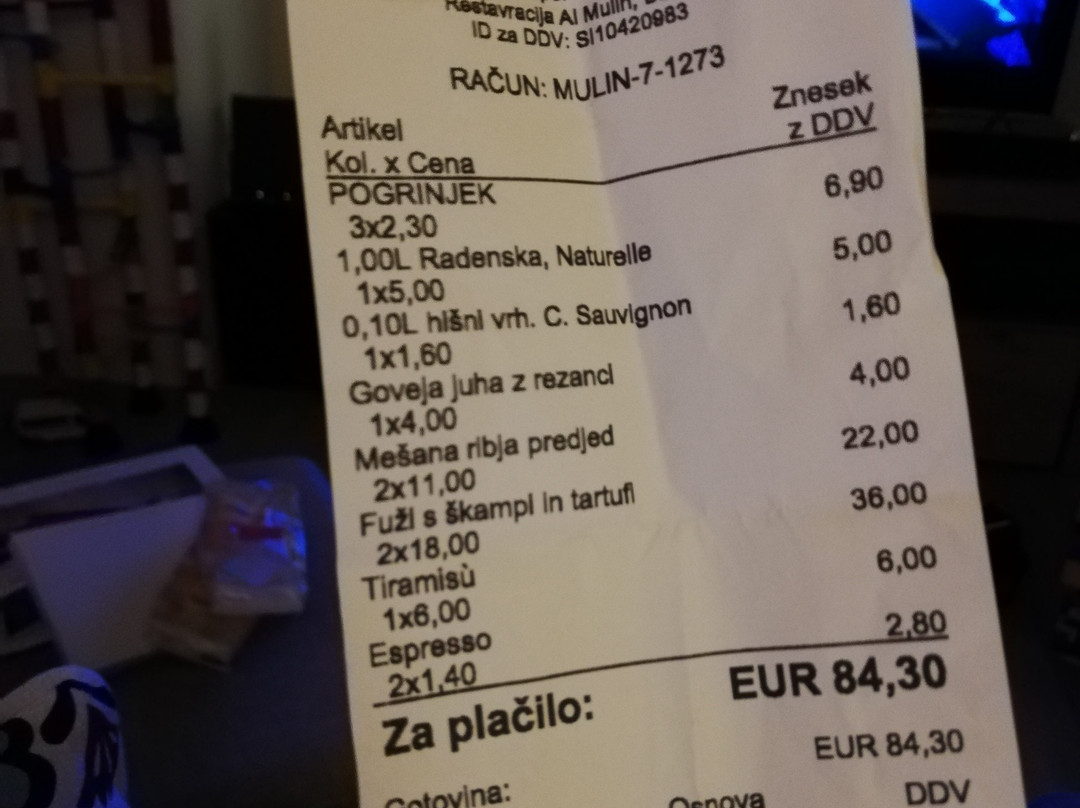 Restavracija Al Mulin,
ID za DDV: SI10420983
RAČUN: MULIN-7-1273
Artikel Znesek
Kol. x Cena z DDV
POGRINJEK 6,90
3x2,30
1,00L Radenska, Naturelle 5,00
1x5,00
0,10L hišni vrh. C. Sauvignon 1,60
1x1,60
Goveja juha z rezanci 4,00
1x4,00
Mešana ribja predjed 22,00
2x11,00
Fuži s škampi in tartufi 36,00
2x18,00
Tiramisù 6,00
1x6,00
Espresso 2,80
2x1,40
Za plačilo: EUR 84,30
EUR 84,30
Gotovina:
Osnova DDV